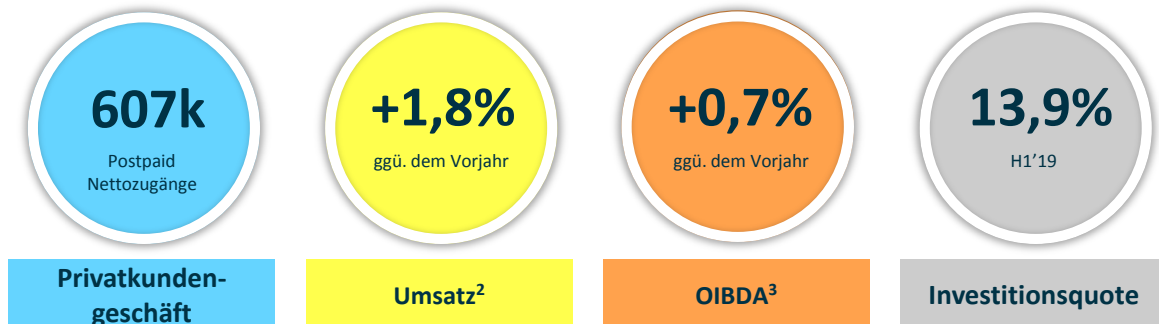 607k
Postpaid
Nettozugänge
Privatkunden-
geschäft
+1,8%
ggü. dem Vorjahr
Umsatz²
+0,7%
ggü. dem Vorjahr
OIBDA³
13,9%
H1’19
Investitionsquote